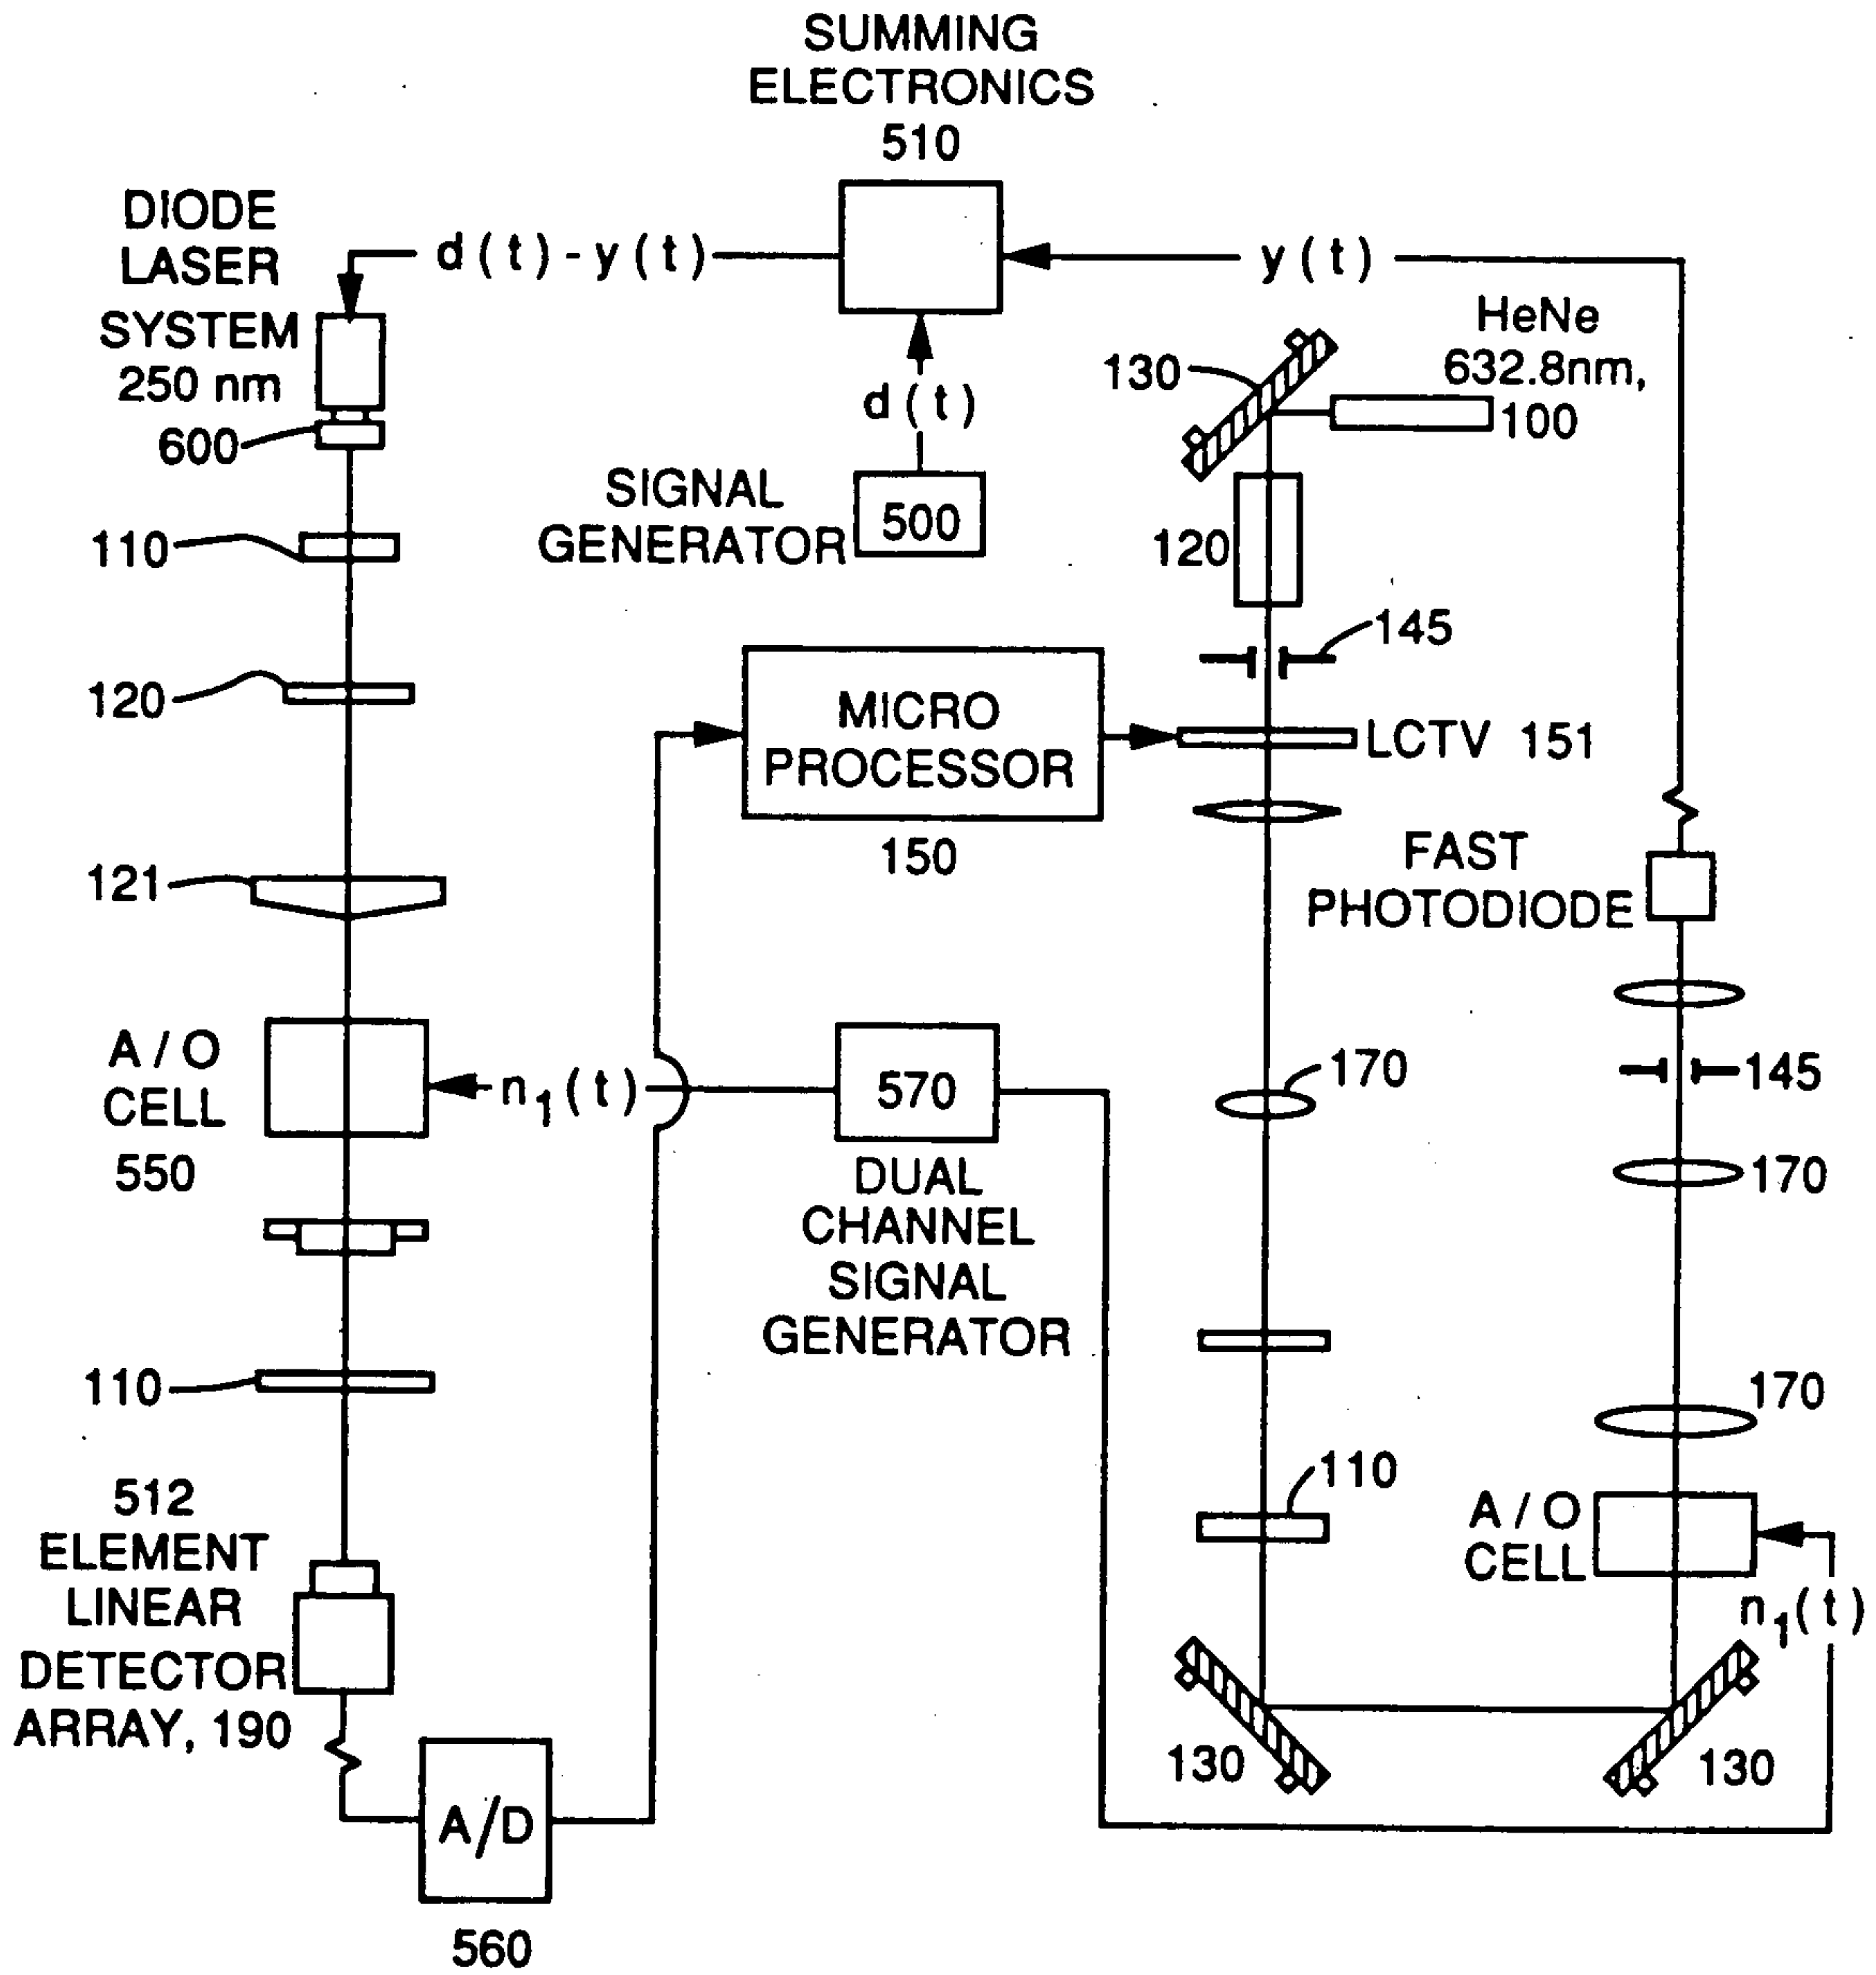 SUMMING
ELECTRONICS
510
DIODE
LASER
SYSTEM
250 nm
600
d(t)-y(t)
y(t)
d(t)
SIGNAL
GENERATOR
500
130
HeNe
632.8nm,
100
110
120
120
145
MICRO
PROCESSOR
150
LCTV 151
121
FAST
PHOTODIODE
A/O
CELL
550
n1(t)
570
DUAL
CHANNEL
SIGNAL
GENERATOR
170
145
170
170
110
110
A/O
CELL
n1(t)
512
ELEMENT
LINEAR
DETECTOR
ARRAY, 190
130
130
A/D
560